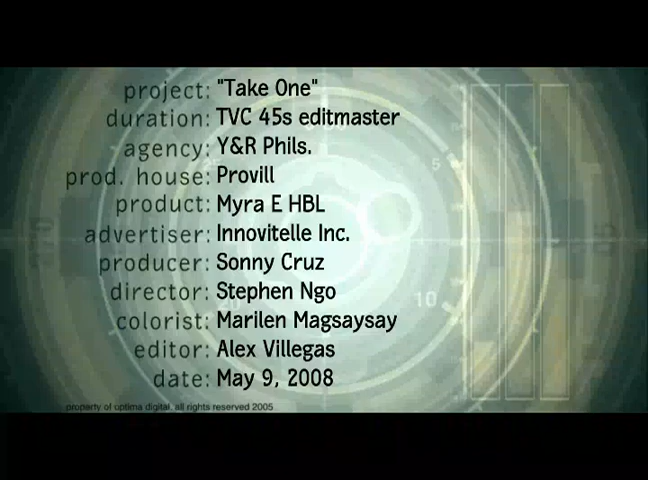 project: "Take One"
duration: TVC 45s editmaster
agency: Y&R Phils.
prod. house: Provill
product: Myra E HBL
advertiser: Innovitelle Inc.
producer: Sonny Cruz
director: Stephen Ngo
colorist: Marilen Magsaysay
editor: Alex Villegas
date: May 9, 2008
property of optima digital, all rights reserved 2005
5
10